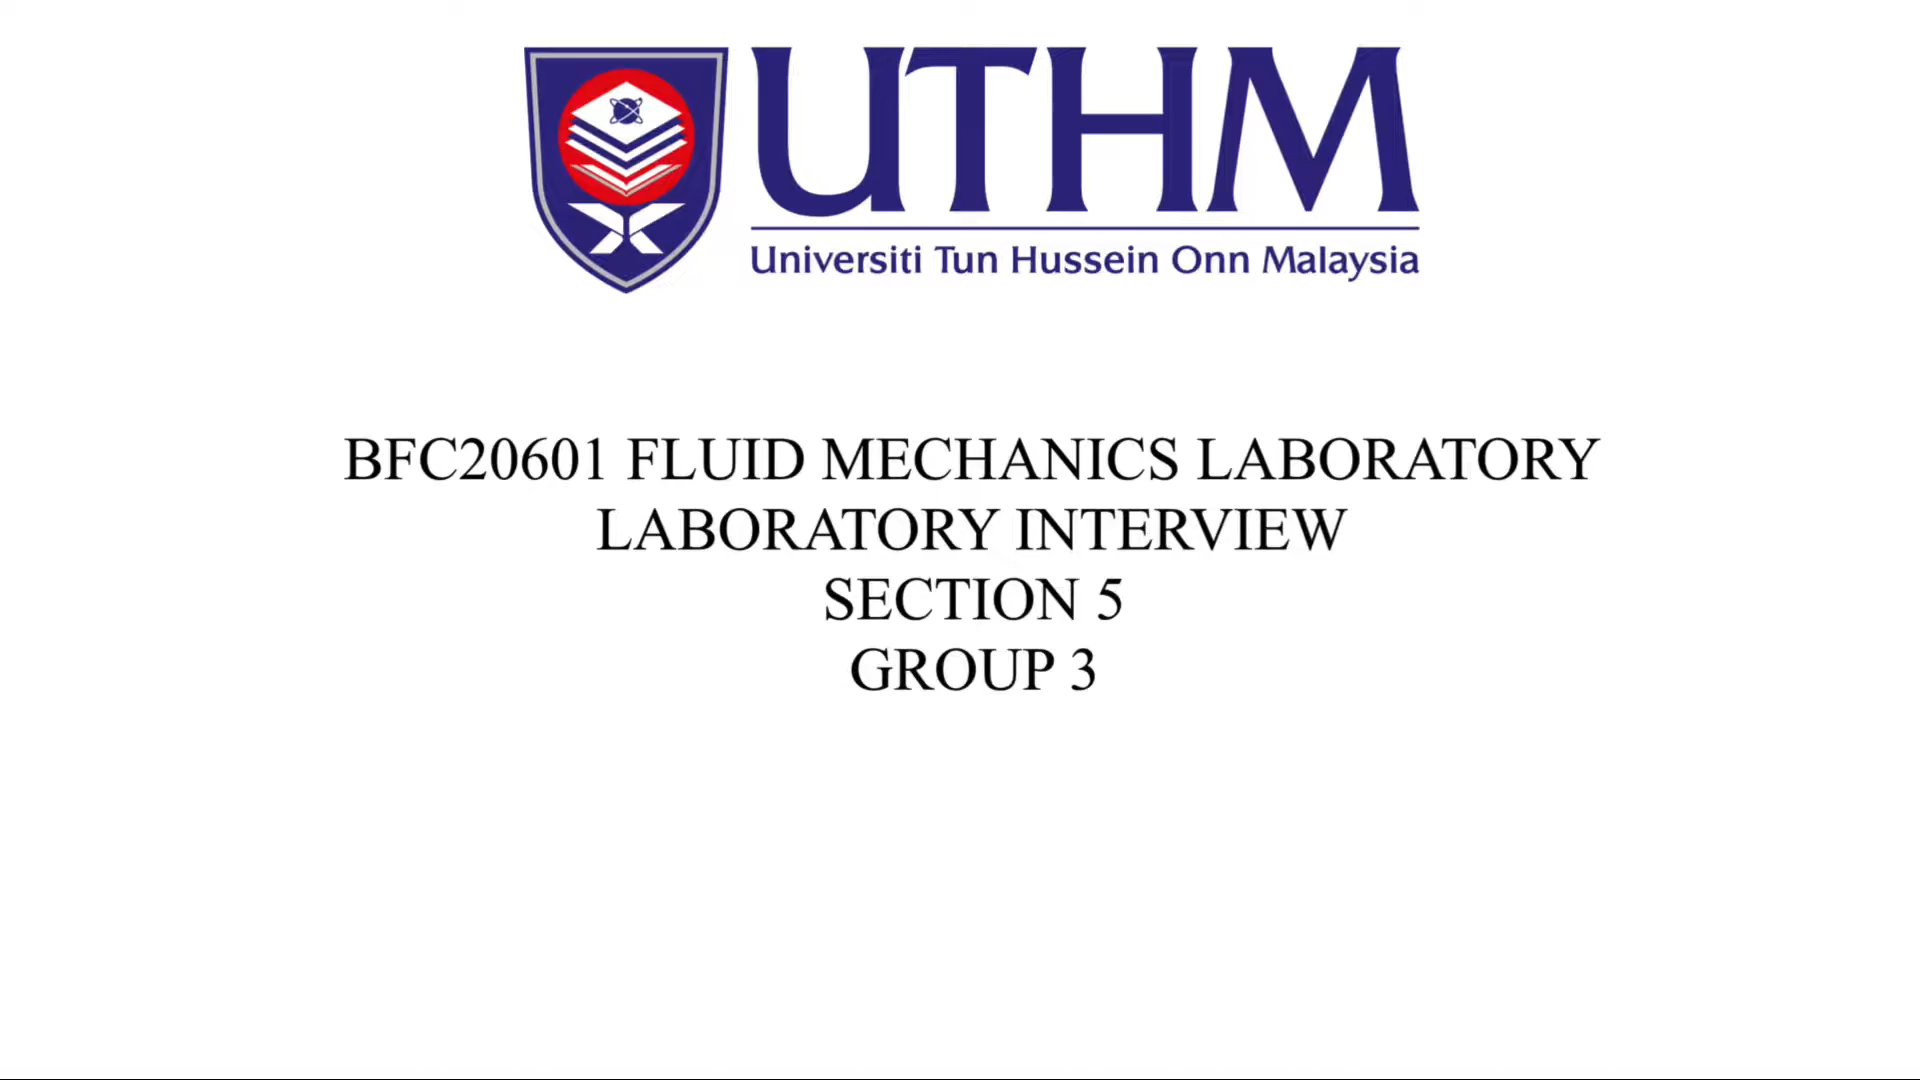 UTHM
Universiti Tun Hussein Onn Malaysia
BFC20601 FLUID MECHANICS LABORATORY
LABORATORY INTERVIEW
SECTION 5
GROUP 3